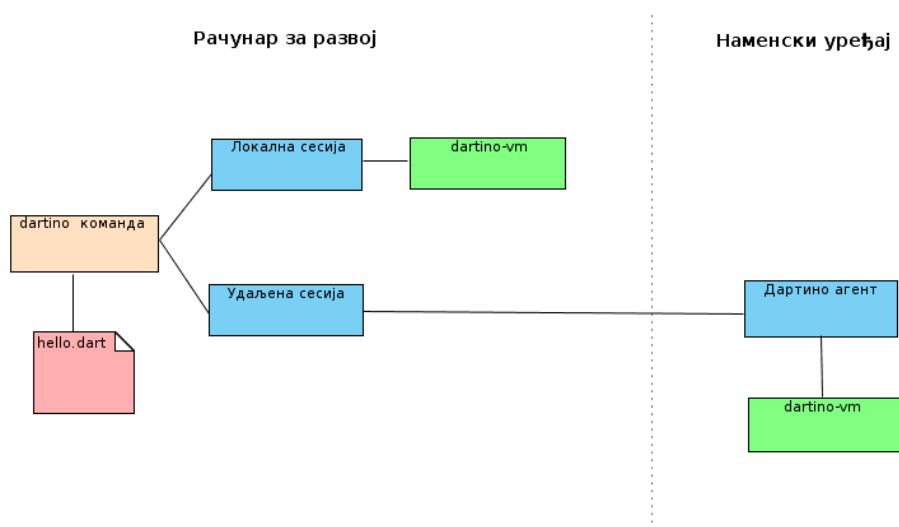 Рачунар за развој
Наменски уређај
Локална сесија
dartino-vm
dartino команда
Удаљена сесија
Дартино агент
hello.dart
dartino-vm